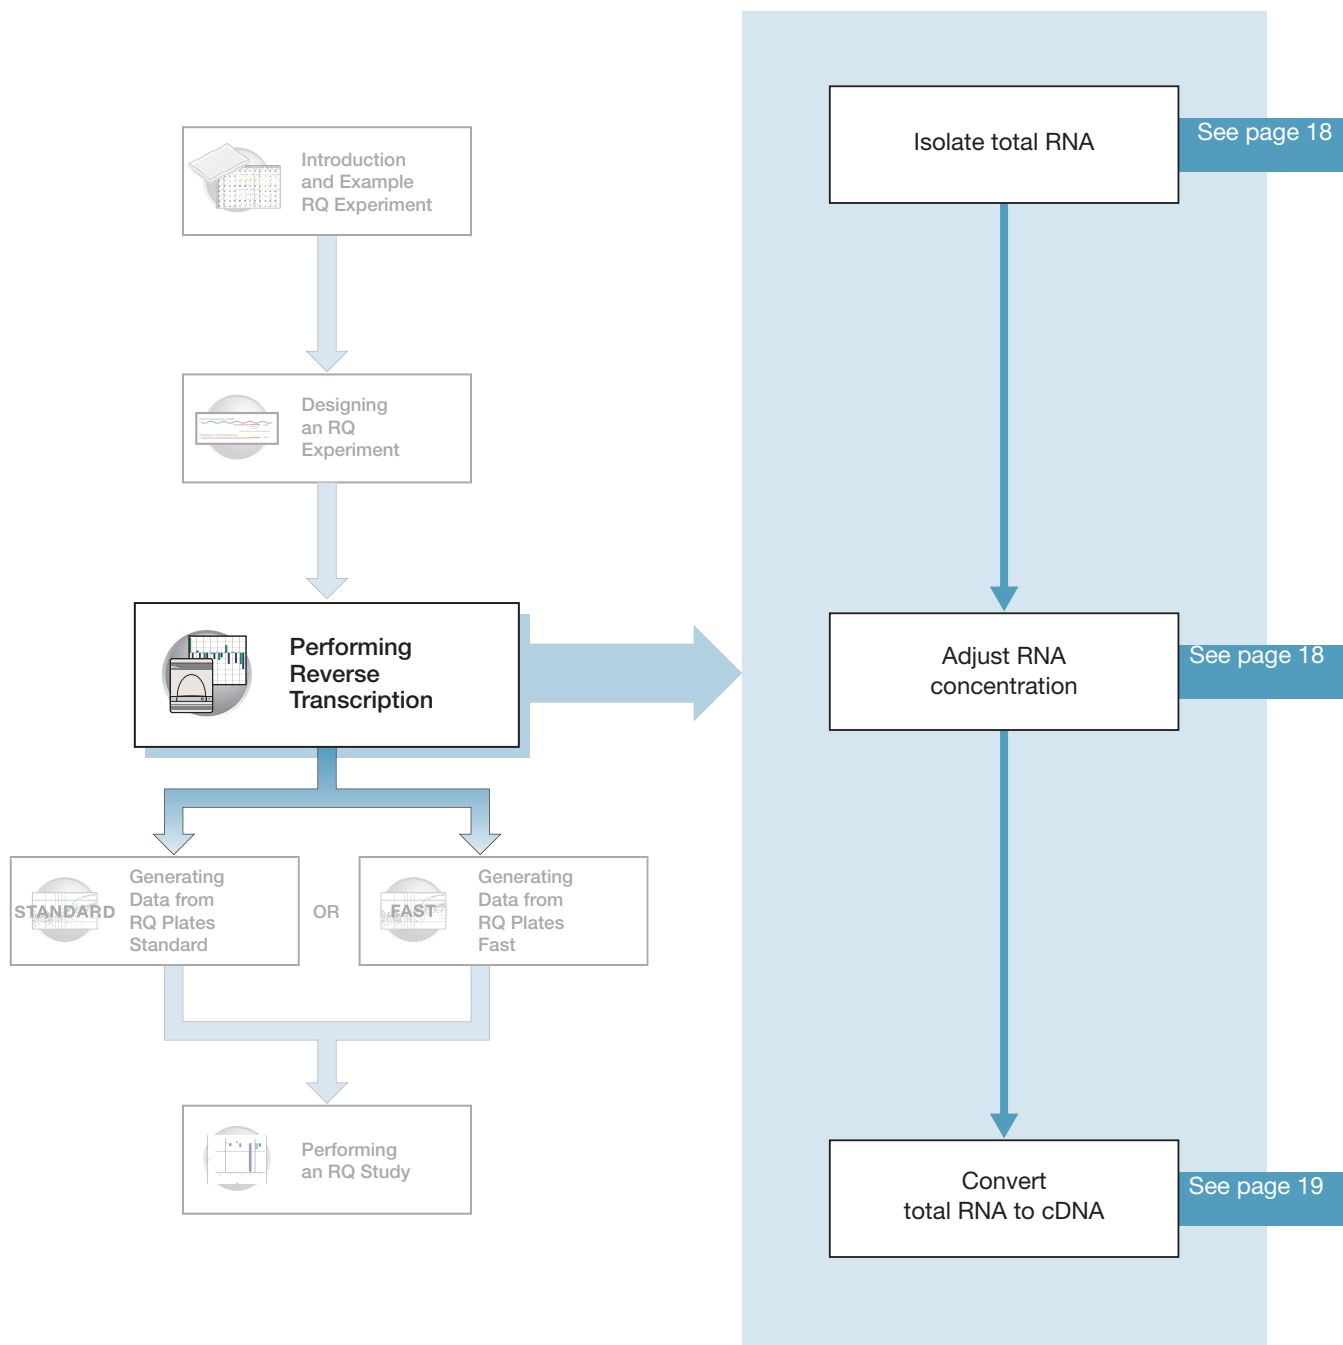 Introduction
and Example
RQ Experiment
Designing
an RQ
Experiment
Performing
Reverse
Transcription
STANDARD
Generating
Data from
RQ Plates
Standard
OR
FAST
Generating
Data from
RQ Plates
Fast
Performing
an RQ Study
Isolate total RNA
See page 18
Adjust RNA
concentration
See page 18
Convert
total RNA to cDNA
See page 19